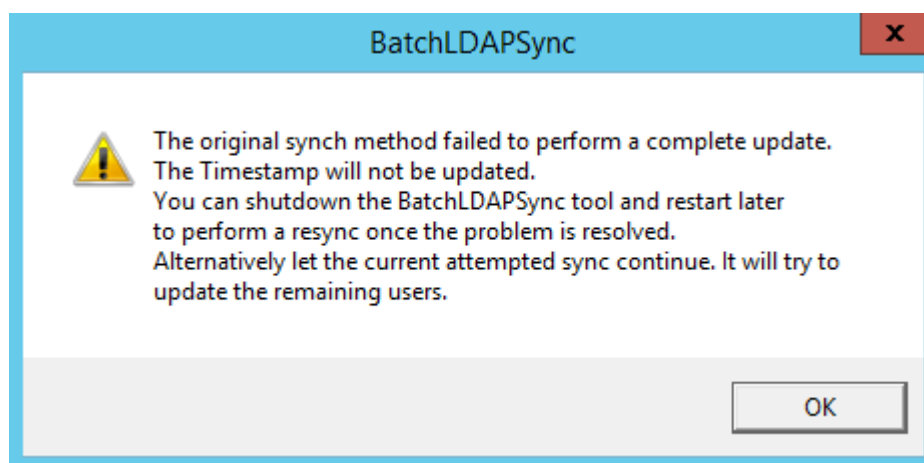 BatchLDAPSync
x
The original synch method failed to perform a complete update.
The Timestamp will not be updated.
You can shutdown the BatchLDAPSync tool and restart later
to perform a resync once the problem is resolved.
Alternatively let the current attempted sync continue. It will try to
update the remaining users.
OK